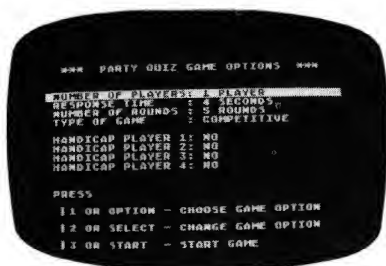 *** PARTY QUIZ GAME OPTIONS ***
NUMBER OF PLAYERS: 1 PLAYER
RESPONSE TIME : 4 SECONDS
NUMBER OF ROUNDS : 5 ROUNDS
TYPE OF GAME : COMPETITIVE
HANDICAP PLAYER 1: NO
HANDICAP PLAYER 2: NO
HANDICAP PLAYER 3: NO
HANDICAP PLAYER 4: NO
PRESS
1 OR OPTION - CHOOSE GAME OPTION
2 OR SELECT - CHANGE GAME OPTION
3 OR START - START GAME